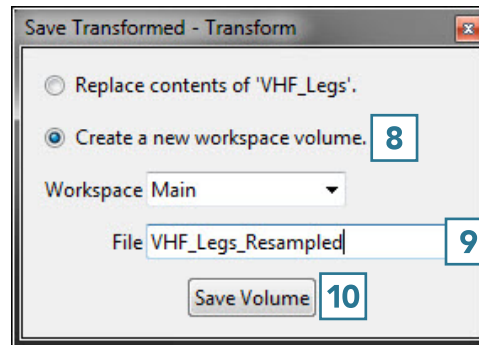 Save Transformed - Transform
Replace contents of 'VHF_Legs'.
Create a new workspace volume. 8
Workspace Main
File VHF_Legs_Resampled 9
Save Volume 10